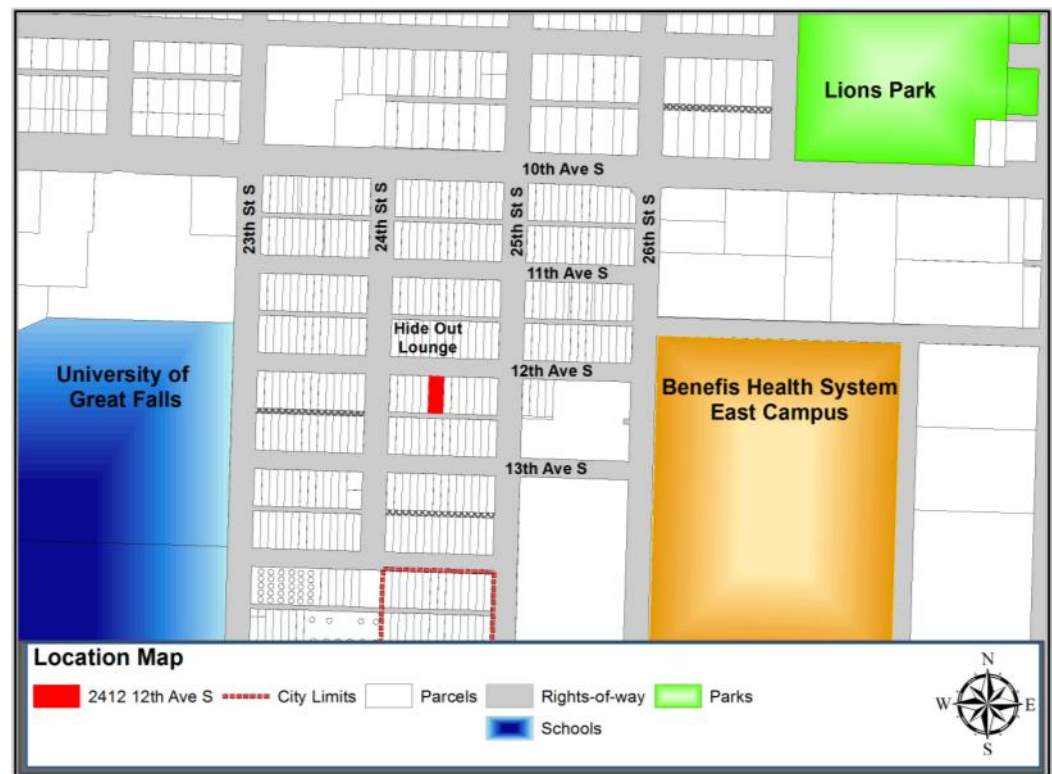 Lions Park
10th Ave S
23th St S
24th St S
25th St S
26th St S
11th Ave S
Hide Out
Lounge
12th Ave S
University of
Great Falls
Benefis Health System
East Campus
13th Ave S
Location Map
2412 12th Ave S
City Limits
Parcels
Rights-of-way
Parks
Schools
N
W
E
S